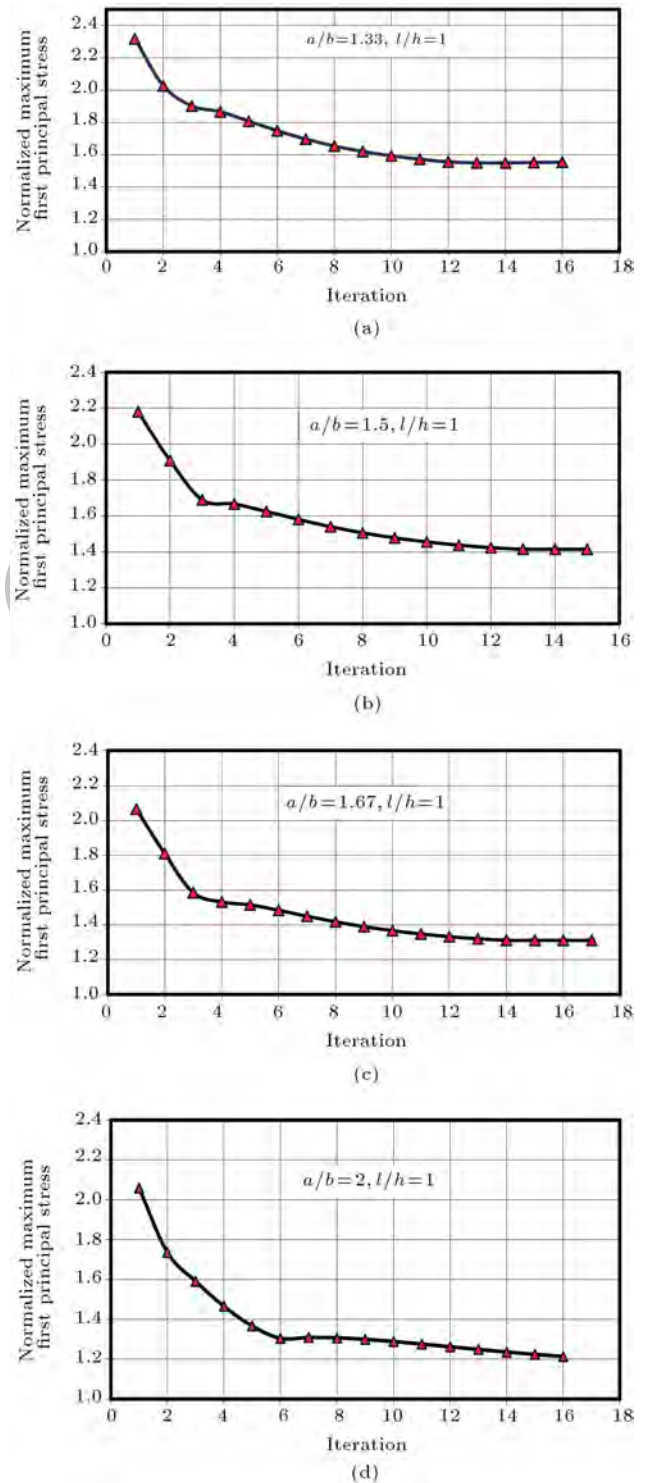 2.4
2.2
2.0
1.8
1.6
1.4
1.2
1.0
Normalized maximum
first principal stress
a/b=1.33, l/h=1
0 2 4 6 8 10 12 14 16 18
Iteration
(a)
2.4
2.2
2.0
1.8
1.6
1.4
1.2
1.0
Normalized maximum
first principal stress
a/b=1.5, l/h=1
0 2 4 6 8 10 12 14 16
Iteration
(b)
2.4
2.2
2.0
1.8
1.6
1.4
1.2
1.0
Normalized maximum
first principal stress
a/b=1.67, l/h=1
0 2 4 6 8 10 12 14 16 18
Iteration
(c)
2.4
2.2
2.0
1.8
1.6
1.4
1.2
1.0
Normalized maximum
first principal stress
a/b=2, l/h=1
0 2 4 6 8 10 12 14 16 18
Iteration
(d)